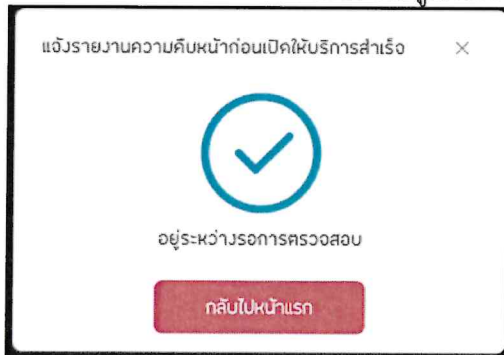 แจ้งรายงานความคืบหน้าก่อนเปิดให้บริการสำเร็จ
อยู่ระหว่างรอการตรวจสอบ
กลับไปหน้าแรก